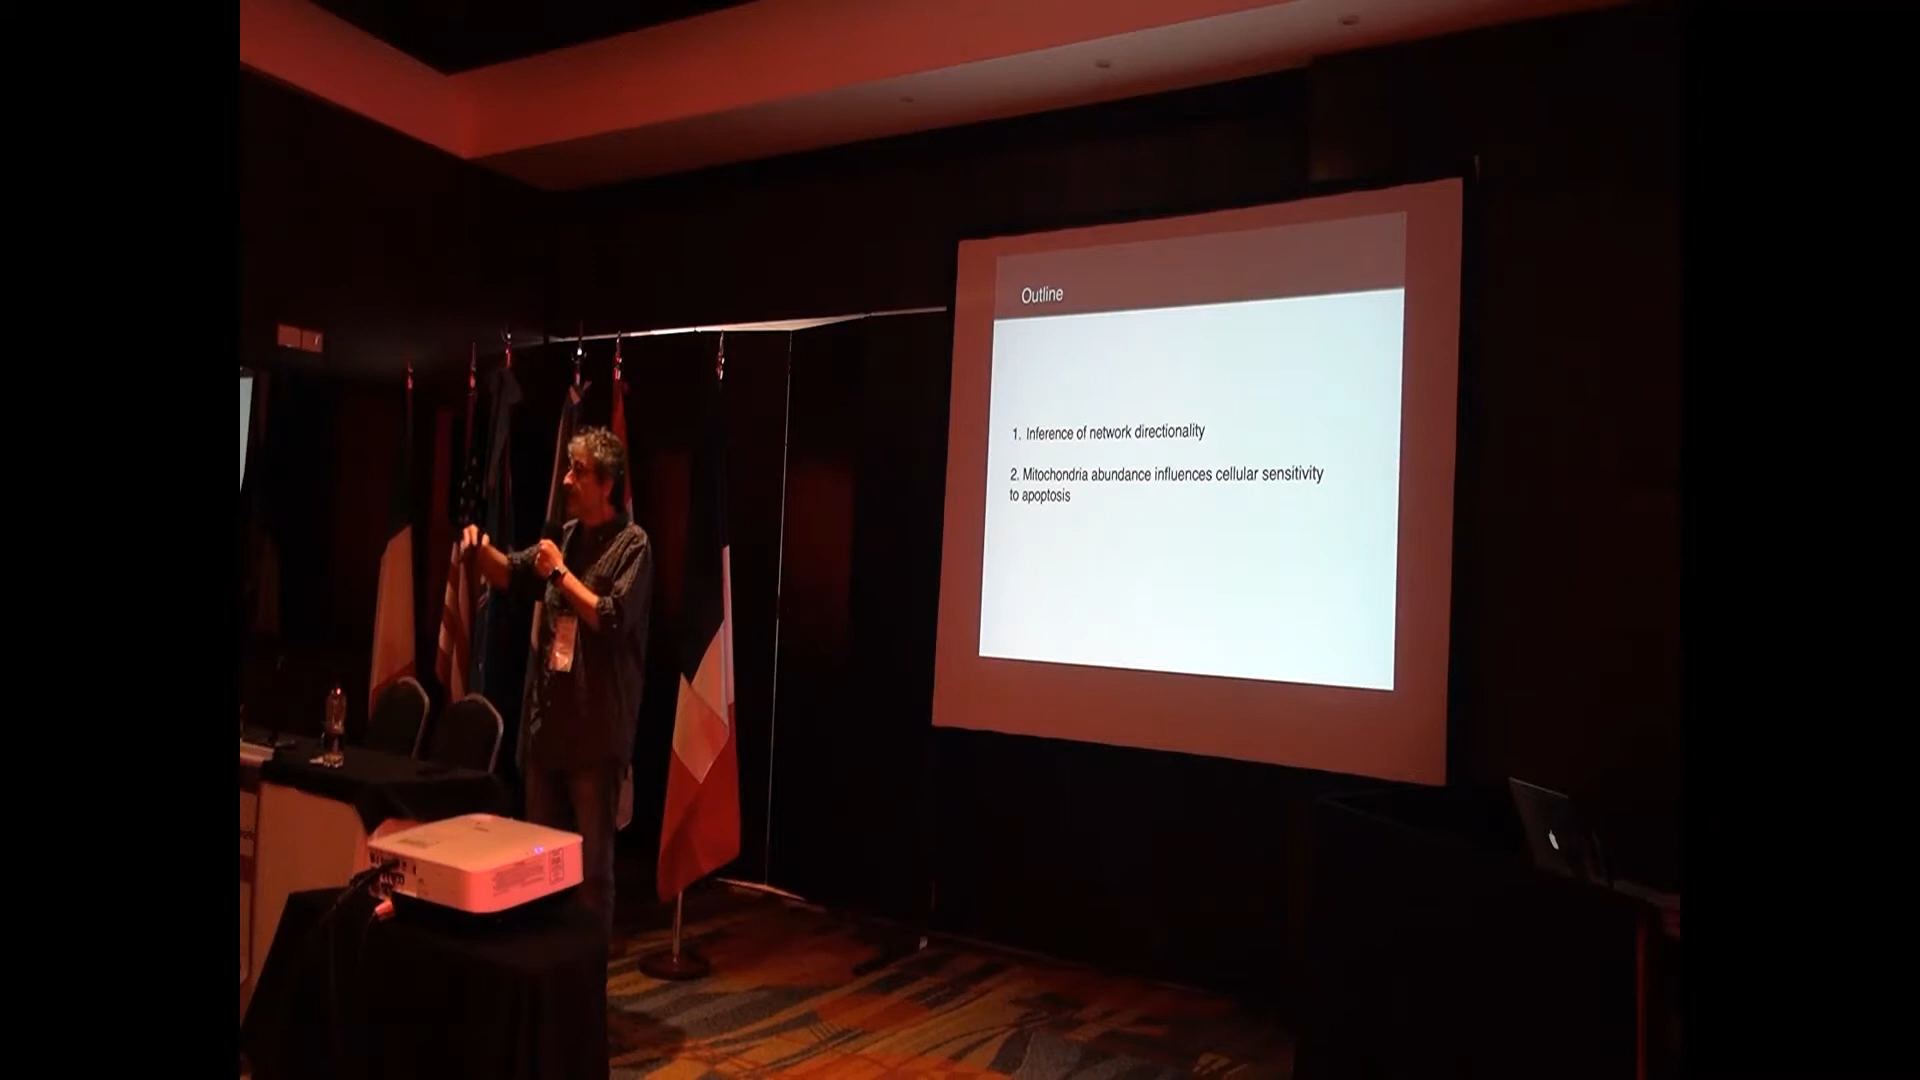 Outline
1. Inference of network directionality
2. Mitochondria abundance influences cellular sensitivity
to apoptosis